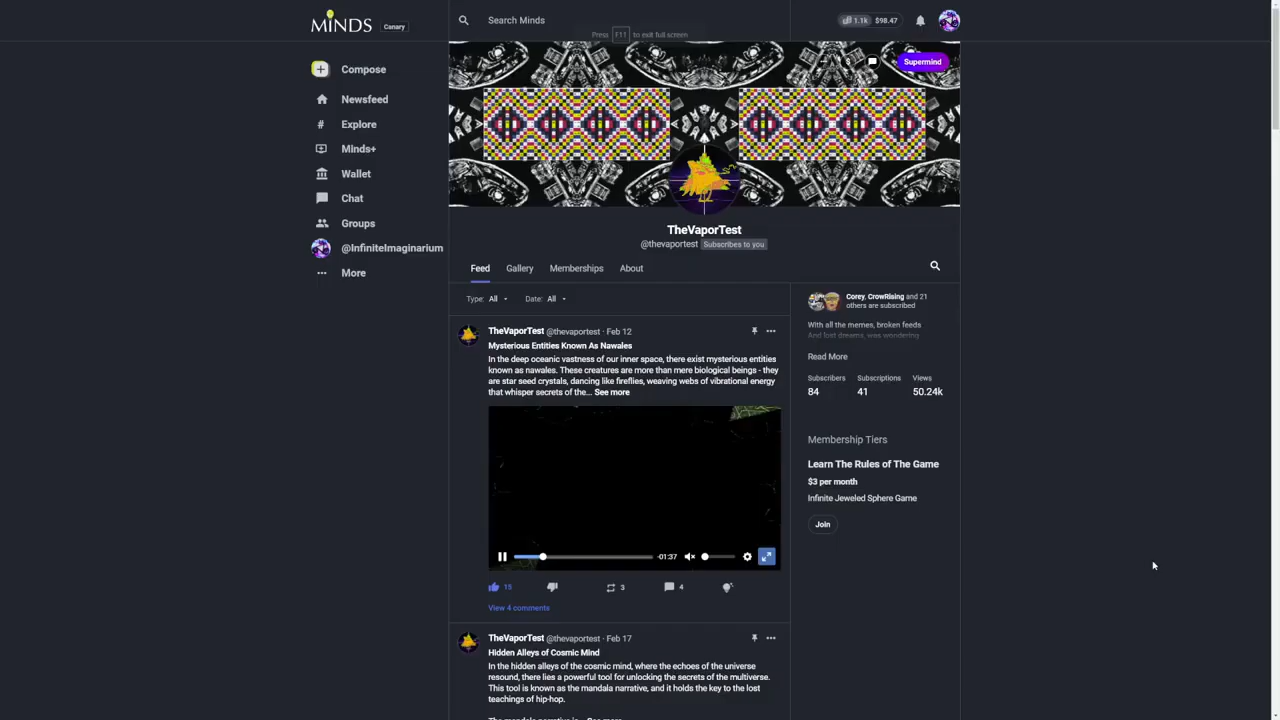 MINDS
Canary
Search Minds
1.1k $98.47
Press F11 to exit full screen
Compose
Newsfeed
# Explore
Minds+
Wallet
Chat
Groups
@InfiniteImaginarium
More
$
Supermind
TheVaporTest
@thevaportest Subscribes to you
Feed Gallery Memberships About
Type: All Date: All
TheVaporTest @thevaportest · Feb 12
Mysterious Entities Known As Nawales
In the deep oceanic vastness of our inner space, there exist mysterious entities
known as nawales. These creatures are more than mere biological beings - they
are star seed crystals, dancing like fireflies, weaving webs of vibrational energy
that whisper secrets of the... See more
-01:37
15 3 4
View 4 comments
TheVaporTest @thevaportest · Feb 17
Hidden Alleys of Cosmic Mind
In the hidden alleys of the cosmic mind, where the echoes of the universe
resound, there lies a powerful tool for unlocking the secrets of the multiverse.
This tool is known as the mandala narrative, and it holds the key to the lost
teachings of hip-hop.
The mandala narrative is... See more
Corey, CrowRising and 21
others are subscribed
With all the memes, broken feeds
And lost dreams, was wondering
Read More
Subscribers Subscriptions Views
84 41 50.24k
Membership Tiers
Learn The Rules of The Game
$3 per month
Infinite Jeweled Sphere Game
Join